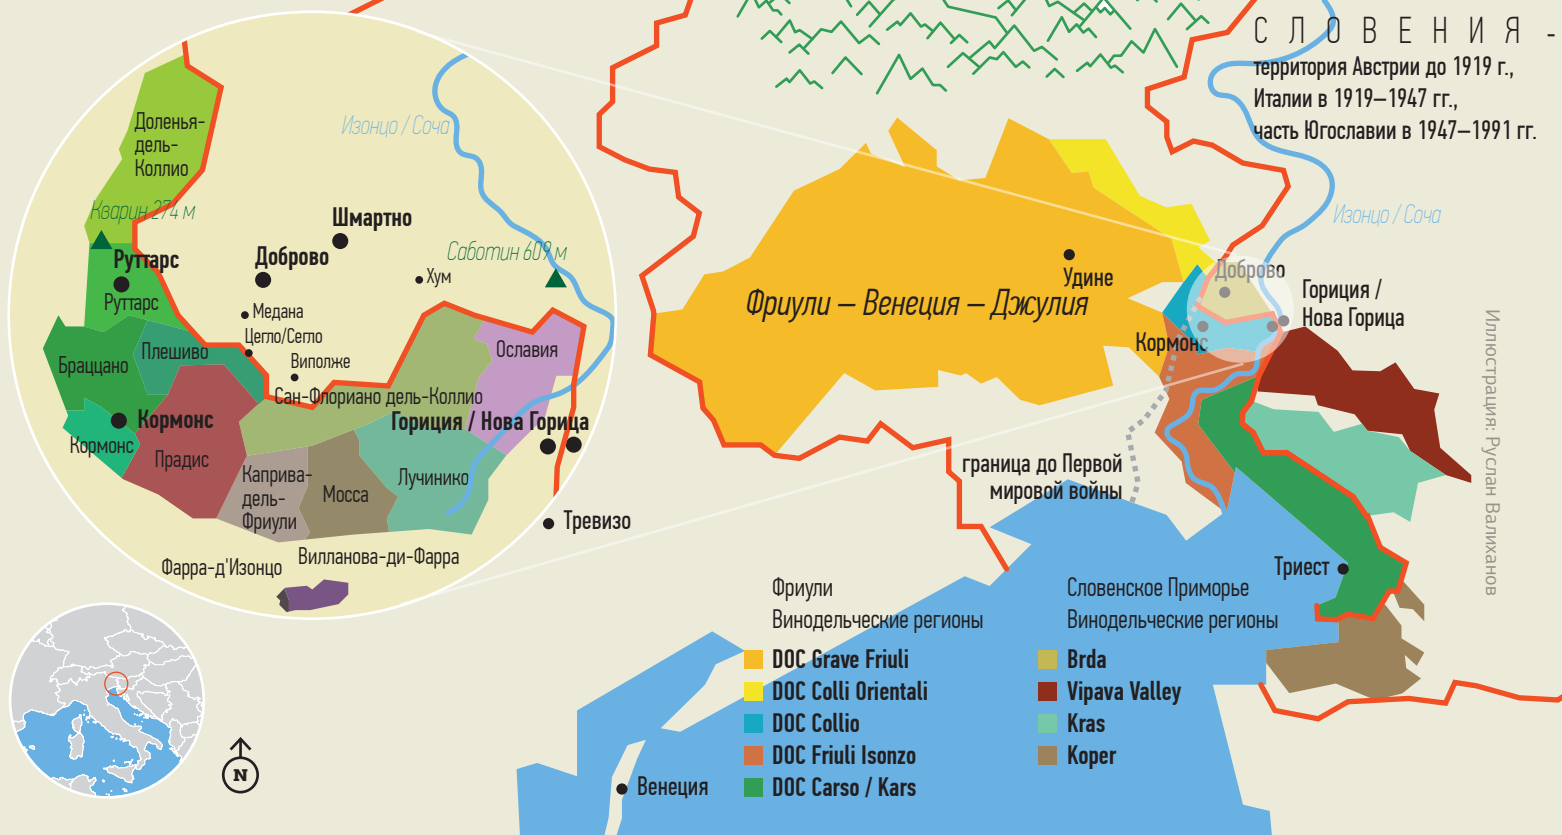 СЛОВЕНИЯ -
территория Австрии до 1919 г.,
Италии в 1919–1947 гг.,
часть Югославии в 1947–1991 гг.
Доленья-
дель-
Коллио
Изонцо / Соча
Кварин 274 м
Шмартно
Саботин 609 м
Руттарс
Доброво
Хум
Руттарс
Медана
Цегло/Сегло
Браццано
Плешиво
Виполже
Ославия
Сан-Флориано дель-Коллио
Кормонс
Гориция / Нова Горица
Кормонс
Прадис
Каприва-
дель-
Фриули
Мосса
Лучинико
Тревизо
Вилланова-ди-Фарра
Фарра-д'Изонцо
N
Изонцо / Соча
Удине
Доброво
Фриули – Венеция – Джулия
Гориция /
Нова Горица
Кормонс
граница до Первой
мировой войны
Триест
Венеция
Фриули
Винодельческие регионы
DOC Grave Friuli
DOC Colli Orientali
DOC Collio
DOC Friuli Isonzo
DOC Carso / Kars
Словенское Приморье
Винодельческие регионы
Brda
Vipava Valley
Kras
Koper
Иллюстрация: Руслан Валиханов